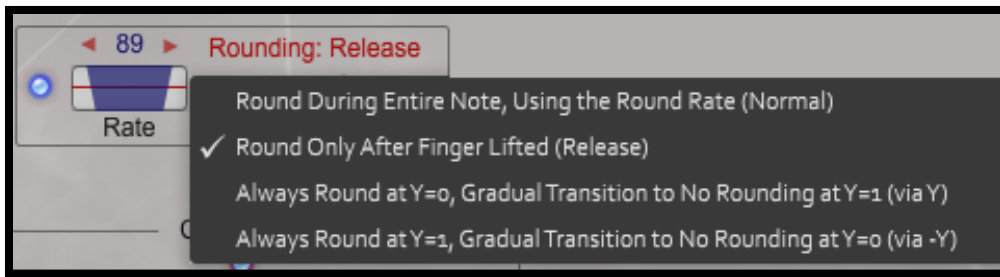 89
Rounding: Release
Rate
Round During Entire Note, Using the Round Rate (Normal)
Round Only After Finger Lifted (Release)
Always Round at Y=0, Gradual Transition to No Rounding at Y=1 (via Y)
Always Round at Y=1, Gradual Transition to No Rounding at Y=0 (via -Y)